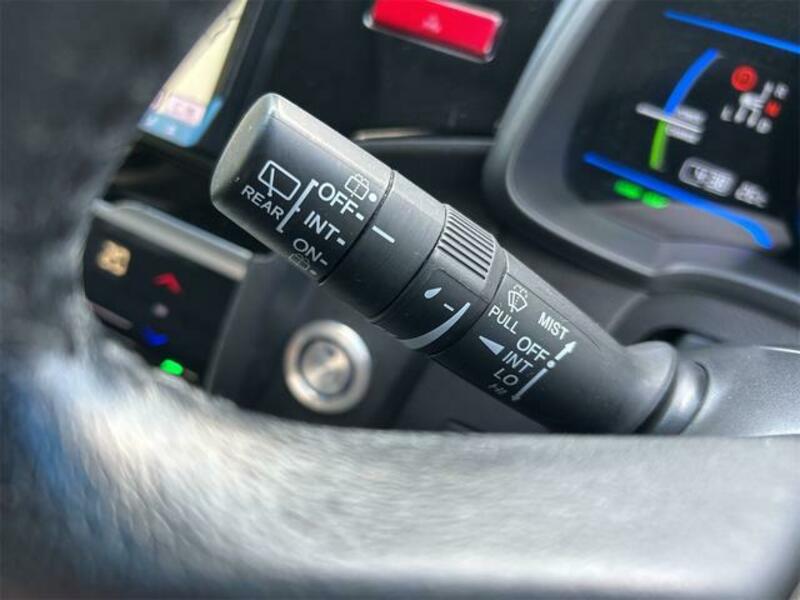 REAR
OFF
INT
ON
PULL
MIST
OFF
INT
LO
HI